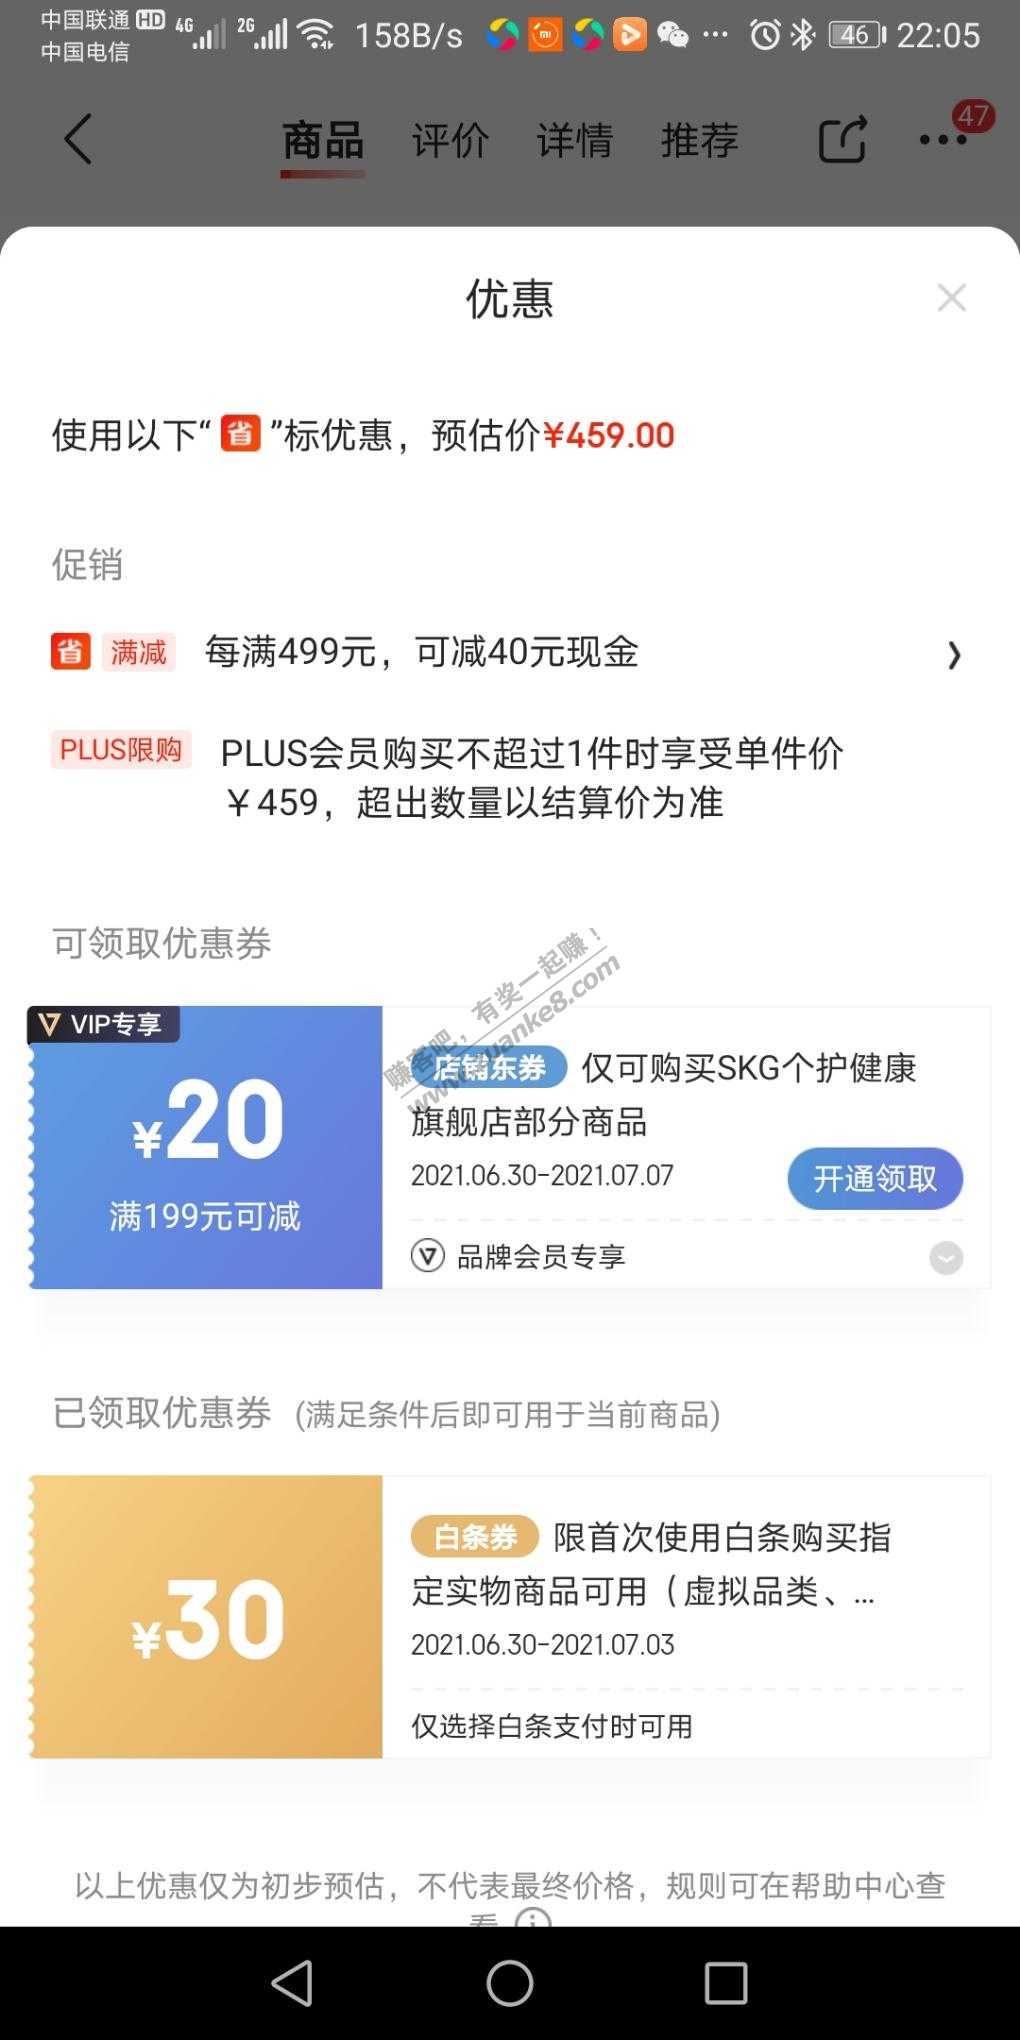 中国联通 HD 4G 2G 158B/s 46 22:05
中国电信
商品 评价 详情 推荐 47
优惠
使用以下“省”标优惠，预估价¥459.00
促销
省 满减 每满499元，可减40元现金
PLUS限购 PLUS会员购买不超过1件时享受单件价
￥459，超出数量以结算价为准
可领取优惠券
VIP专享
¥20
满199元可减
店铺东券 仅可购买SKG个护健康
旗舰店部分商品
2021.06.30-2021.07.07
开通领取
品牌会员专享
赚客吧，有奖一起赚！
www.zuanke8.com
已领取优惠券 (满足条件后即可用于当前商品)
¥30
白条券 限首次使用白条购买指
定实物商品可用（虚拟品类、...
2021.06.30-2021.07.03
仅选择白条支付时可用
以上优惠仅为初步预估，不代表最终价格，规则可在帮助中心查
看